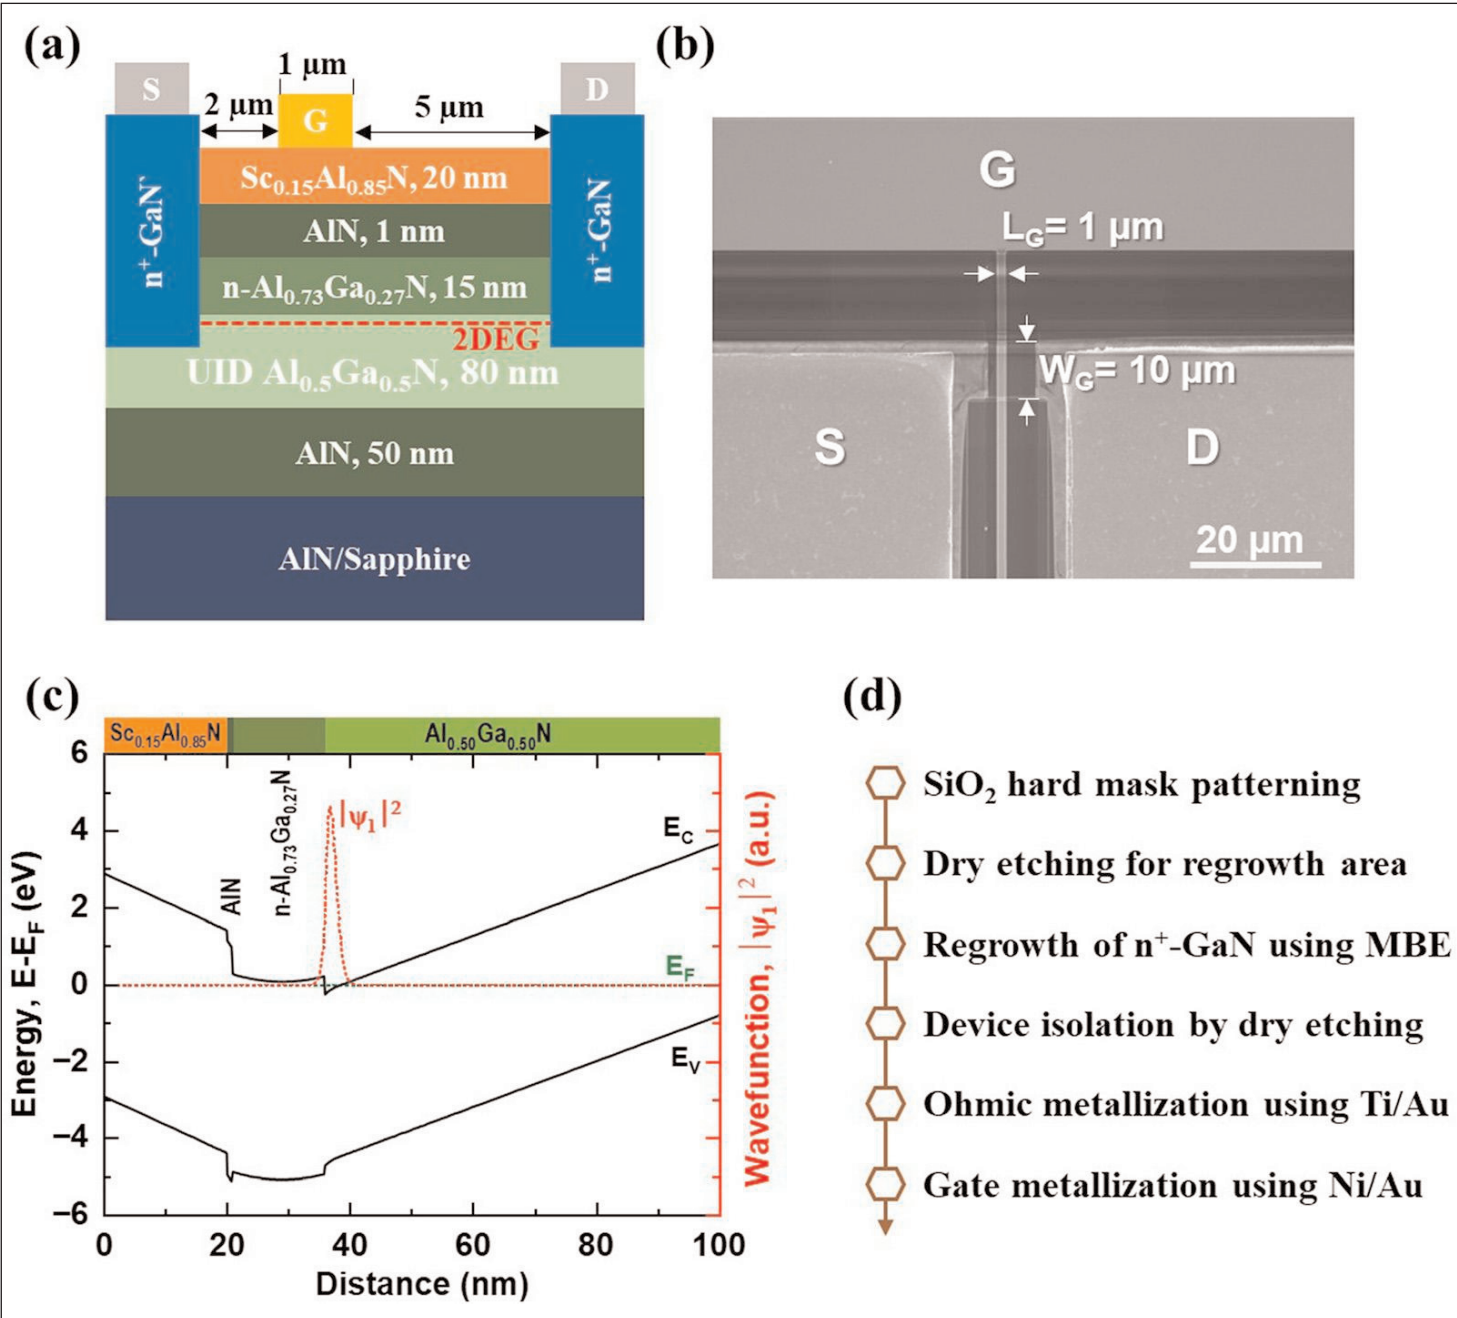 (a)
1 μm
S
2 μm
G
5 μm
D
Sc0.15Al0.85N, 20 nm
AlN, 1 nm
n-Al0.73Ga0.27N, 15 nm
n+-GaN
n+-GaN
2DEG
UID Al0.5Ga0.5N, 80 nm
AlN, 50 nm
AlN/Sapphire
(b)
G
LG= 1 μm
WG= 10 μm
S
D
20 μm
(c)
Sc0.15Al0.85N
Al0.50Ga0.50N
AlN
n-Al0.73Ga0.27N
|ψ1|2
EC
EF
EV
6
4
2
0
−2
−4
−6
Energy, E-EF (eV)
Wavefunction, |ψ1|2 (a.u.)
0 20 40 60 80 100
Distance (nm)
(d)
SiO2 hard mask patterning
Dry etching for regrowth area
Regrowth of n+-GaN using MBE
Device isolation by dry etching
Ohmic metallization using Ti/Au
Gate metallization using Ni/Au